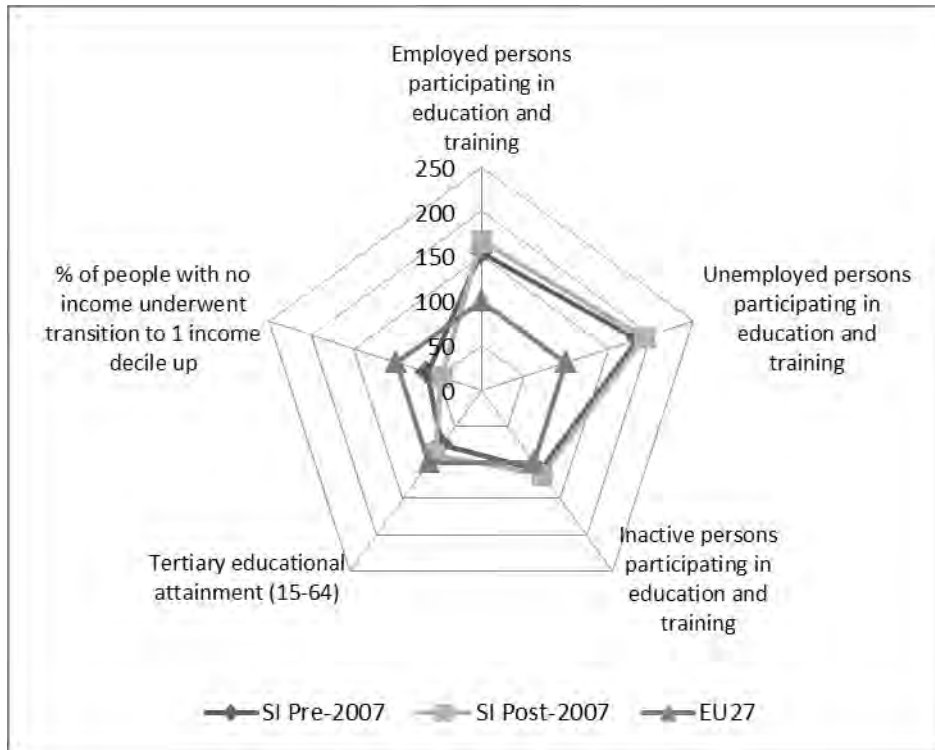 Employed persons
participating in
education and
training
250
200
150
100
50
0
% of people with no
income underwent
transition to 1 income
decile up
Unemployed persons
participating in
education and
training
Tertiary educational
attainment (15-64)
Inactive persons
participating in
education and
training
SI Pre-2007 SI Post-2007 EU27